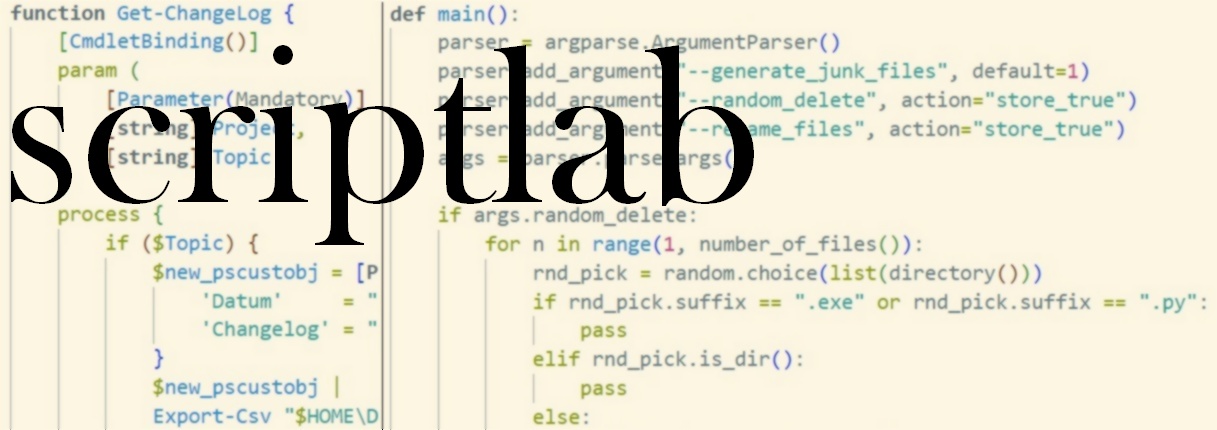 scriptlab
function Get-ChangeLog {
[CmdletBinding()]
param (
[Parameter(Mandatory)]
[string] Project,
[string] Topic
process {
if ($Topic) {
$new_pscustobj = [P
'Datum' = "
'Changelog' = "
}
$new_pscustobj |
Export-Csv "$HOME\D
def main():
parser = argparse.ArgumentParser()
parser add_argument "--generate_junk_files", default=1)
parser add_argument "--random_delete", action="store_true")
parser add_argument "--rename_files", action="store_true")
args = parser.parse_args(
if args.random_delete:
for n in range(1, number_of_files()):
rnd_pick = random.choice(list(directory()))
if rnd_pick.suffix == ".exe" or rnd_pick.suffix == ".py":
pass
elif rnd_pick.is_dir():
pass
else: